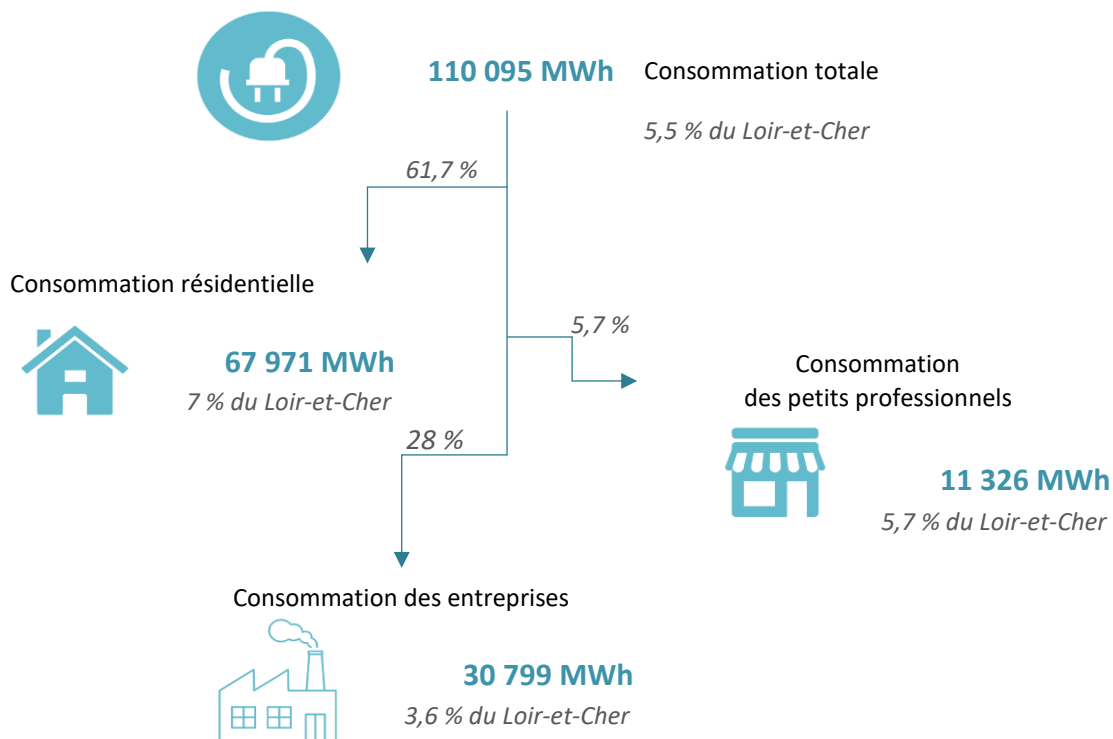 110 095 MWh Consommation totale
5,5 % du Loir-et-Cher
61,7 %
Consommation résidentielle
67 971 MWh
7 % du Loir-et-Cher
5,7 %
Consommation
des petits professionnels
11 326 MWh
5,7 % du Loir-et-Cher
28 %
Consommation des entreprises
30 799 MWh
3,6 % du Loir-et-Cher